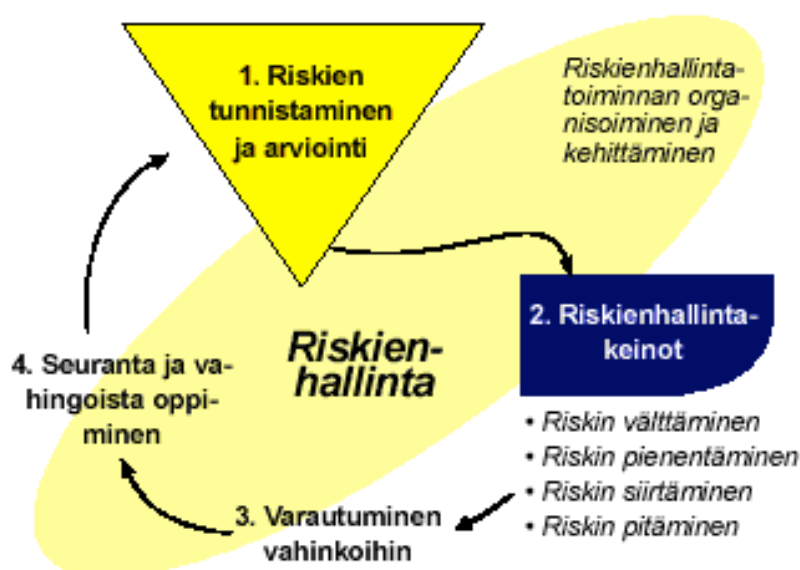 1. Riskien
tunnistaminen
ja arviointi
Riskienhallinta-
toiminnan orga-
nisoiminen ja
kehittäminen
2. Riskienhallinta-
keinot
• Riskin välttäminen
• Riskin pienentäminen
• Riskin siirtäminen
• Riskin pitäminen
3. Varautuminen
vahinkoihin
4. Seuranta ja va-
hingoista oppi-
minen
Riskien-
hallinta